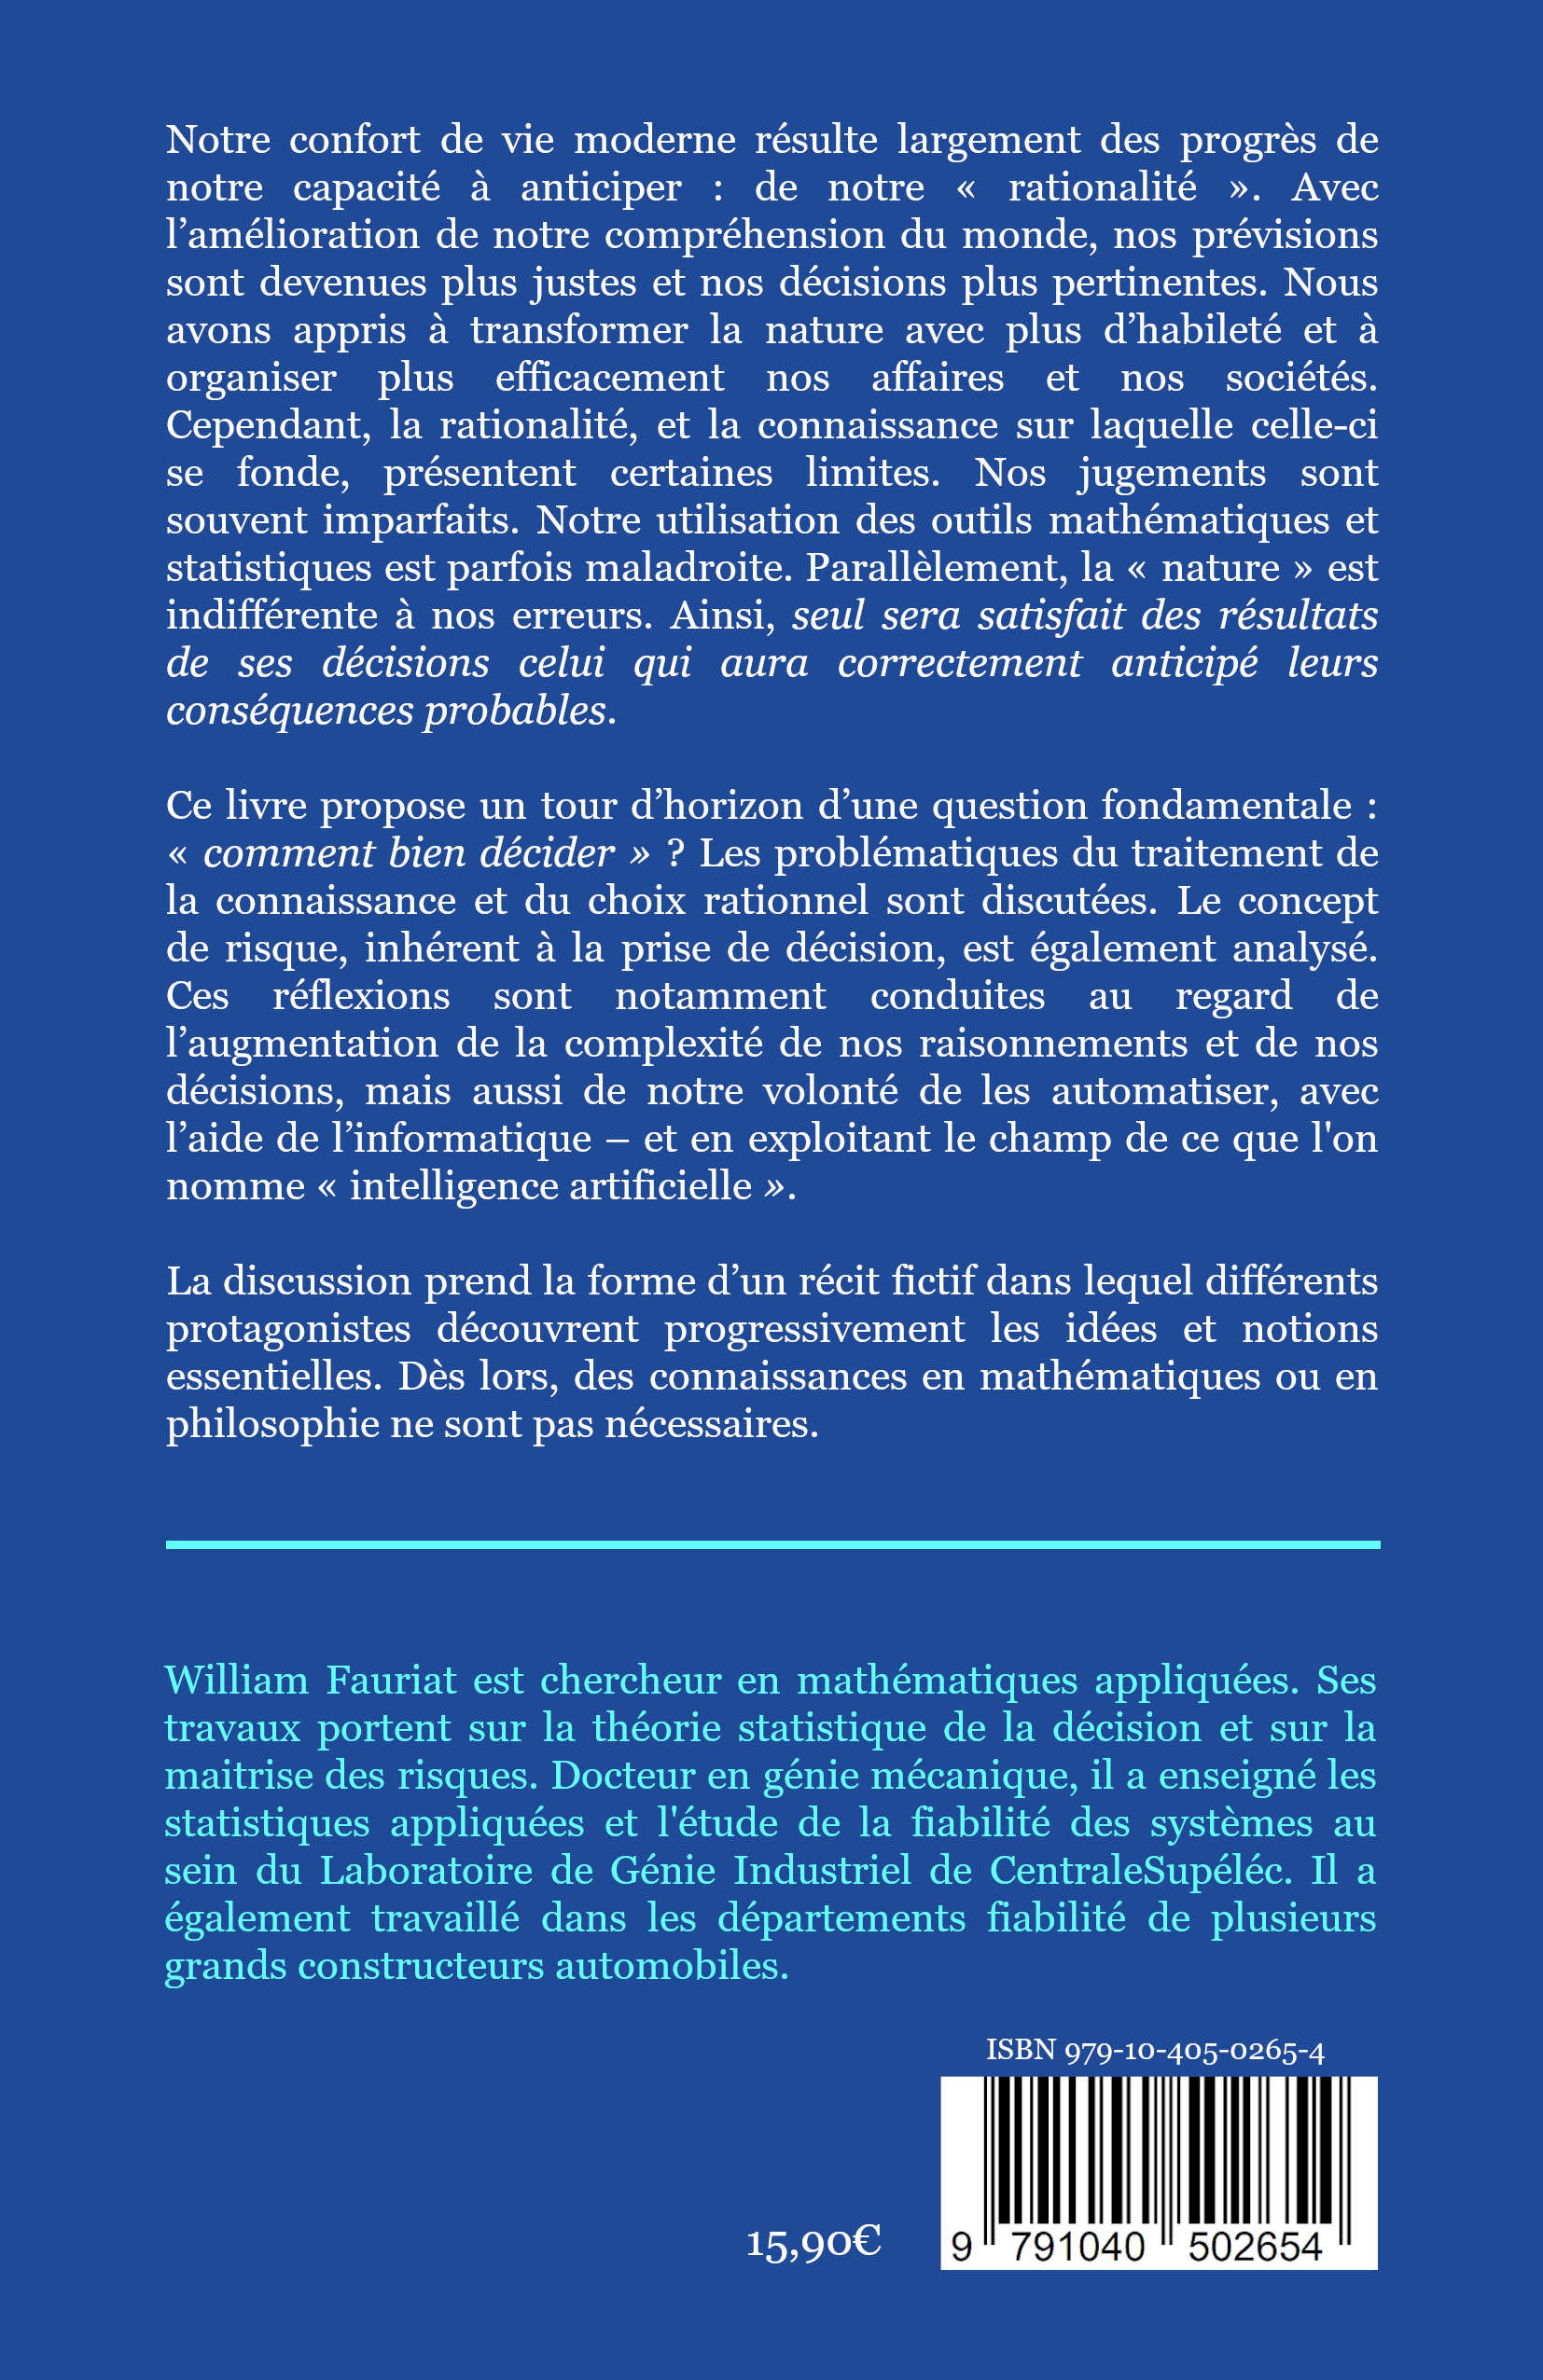 Notre confort de vie moderne résulte largement des progrès de
notre capacité à anticiper : de notre « rationalité ». Avec
l’amélioration de notre compréhension du monde, nos prévisions
sont devenues plus justes et nos décisions plus pertinentes. Nous
avons appris à transformer la nature avec plus d’habileté et à
organiser plus efficacement nos affaires et nos sociétés.
Cependant, la rationalité, et la connaissance sur laquelle celle-ci
se fonde, présentent certaines limites. Nos jugements sont
souvent imparfaits. Notre utilisation des outils mathématiques et
statistiques est parfois maladroite. Parallèlement, la « nature » est
indifférente à nos erreurs. Ainsi, seul sera satisfait des résultats
de ses décisions celui qui aura correctement anticipé leurs
conséquences probables.
Ce livre propose un tour d’horizon d’une question fondamentale :
« comment bien décider » ? Les problématiques du traitement de
la connaissance et du choix rationnel sont discutées. Le concept
de risque, inhérent à la prise de décision, est également analysé.
Ces réflexions sont notamment conduites au regard de
l’augmentation de la complexité de nos raisonnements et de nos
décisions, mais aussi de notre volonté de les automatiser, avec
l’aide de l’informatique – et en exploitant le champ de ce que l'on
nomme « intelligence artificielle ».
La discussion prend la forme d’un récit fictif dans lequel différents
protagonistes découvrent progressivement les idées et notions
essentielles. Dès lors, des connaissances en mathématiques ou en
philosophie ne sont pas nécessaires.
William Fauriat est chercheur en mathématiques appliquées. Ses
travaux portent sur la théorie statistique de la décision et sur la
maitrise des risques. Docteur en génie mécanique, il a enseigné les
statistiques appliquées et l'étude de la fiabilité des systèmes au
sein du Laboratoire de Génie Industriel de CentraleSupéléc. Il a
également travaillé dans les départements fiabilité de plusieurs
grands constructeurs automobiles.
ISBN 979-10-405-0265-4
15,90€
9 791040 502654